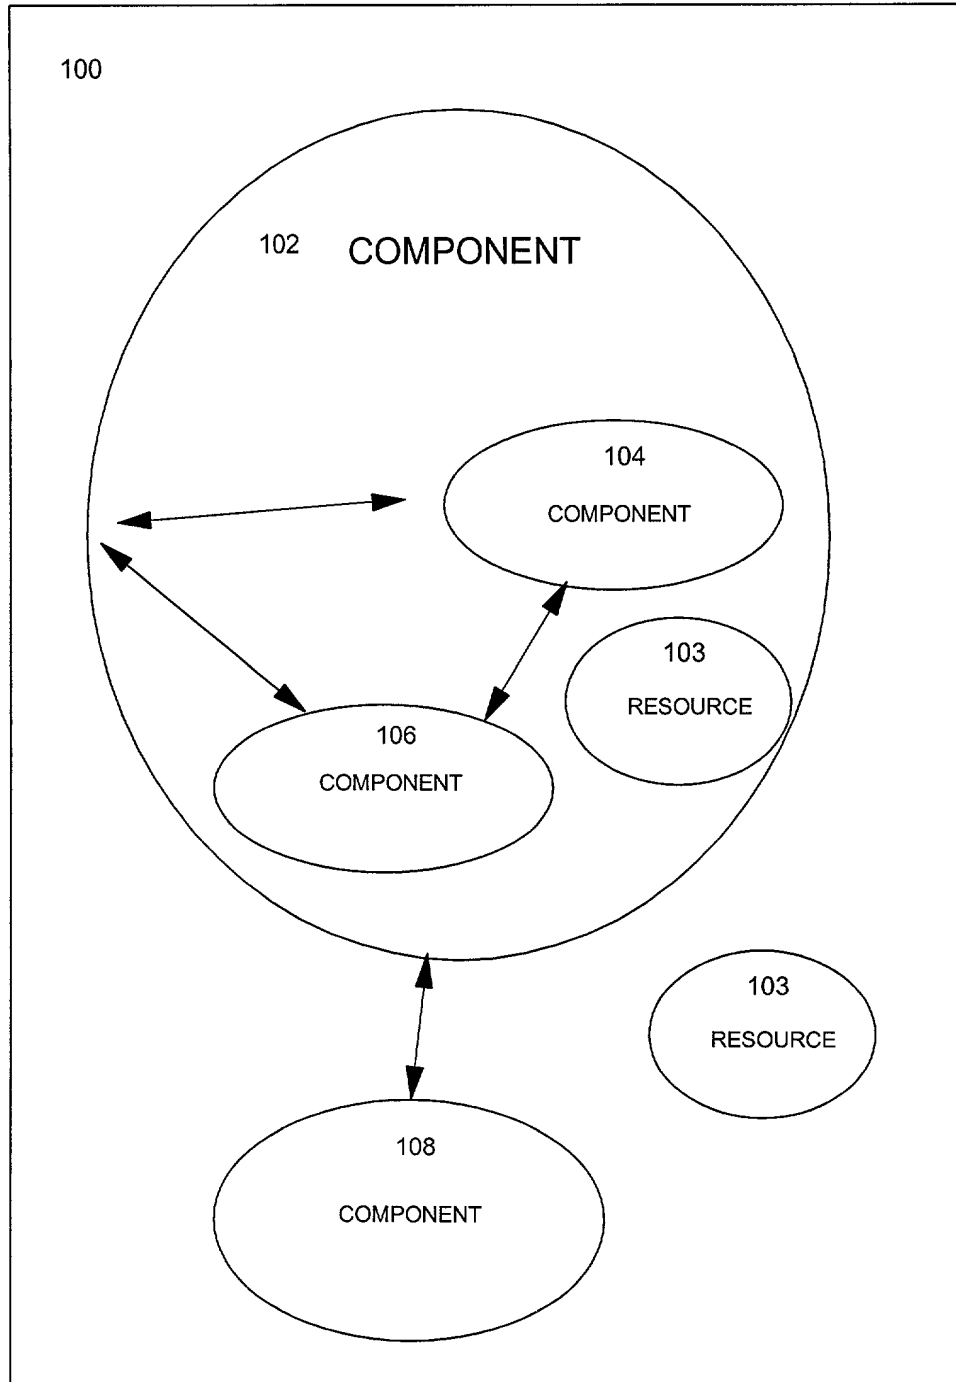 100
102 COMPONENT
104
COMPONENT
103
RESOURCE
106
COMPONENT
103
RESOURCE
108
COMPONENT